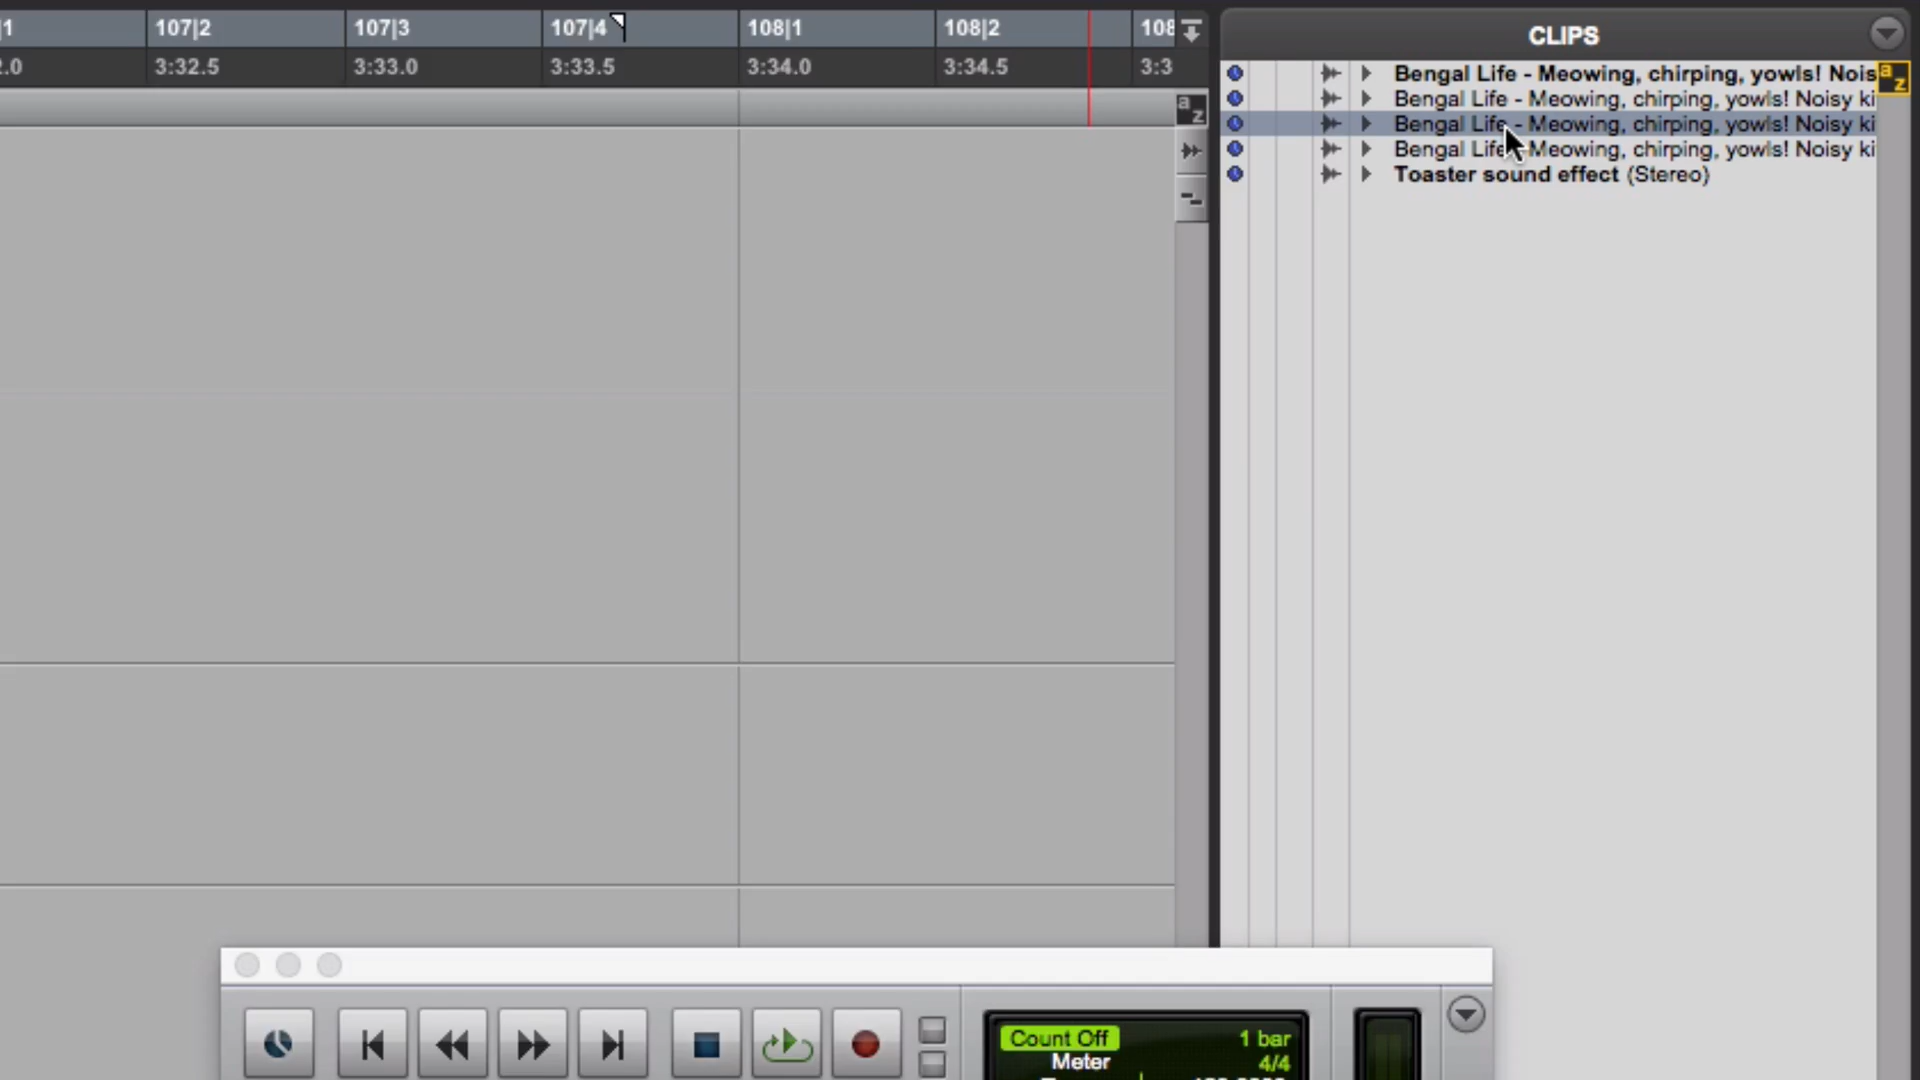 |1 107|2 107|3 107|4 108|1 108|2 108
2.0 3:32.5 3:33.0 3:33.5 3:34.0 3:34.5 3:3
a z
CLIPS
Bengal Life - Meowing, chirping, yowls! Nois
a z
Bengal Life - Meowing, chirping, yowls! Noisy ki
Bengal Life - Meowing, chirping, yowls! Noisy ki
Bengal Life - Meowing, chirping, yowls! Noisy ki
Toaster sound effect (Stereo)
Count Off 1 bar
Meter 4/4